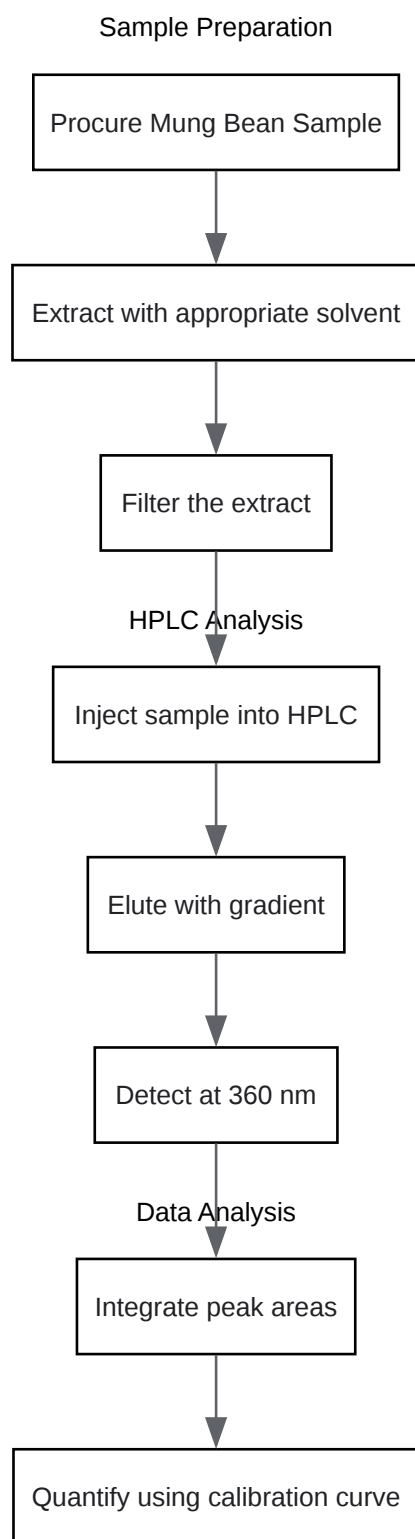 Sample Preparation
Procure Mung Bean Sample
Extract with appropriate solvent
Filter the extract
HPLC Analysis
Inject sample into HPLC
Elute with gradient
Detect at 360 nm
Data Analysis
Integrate peak areas
Quantify using calibration curve